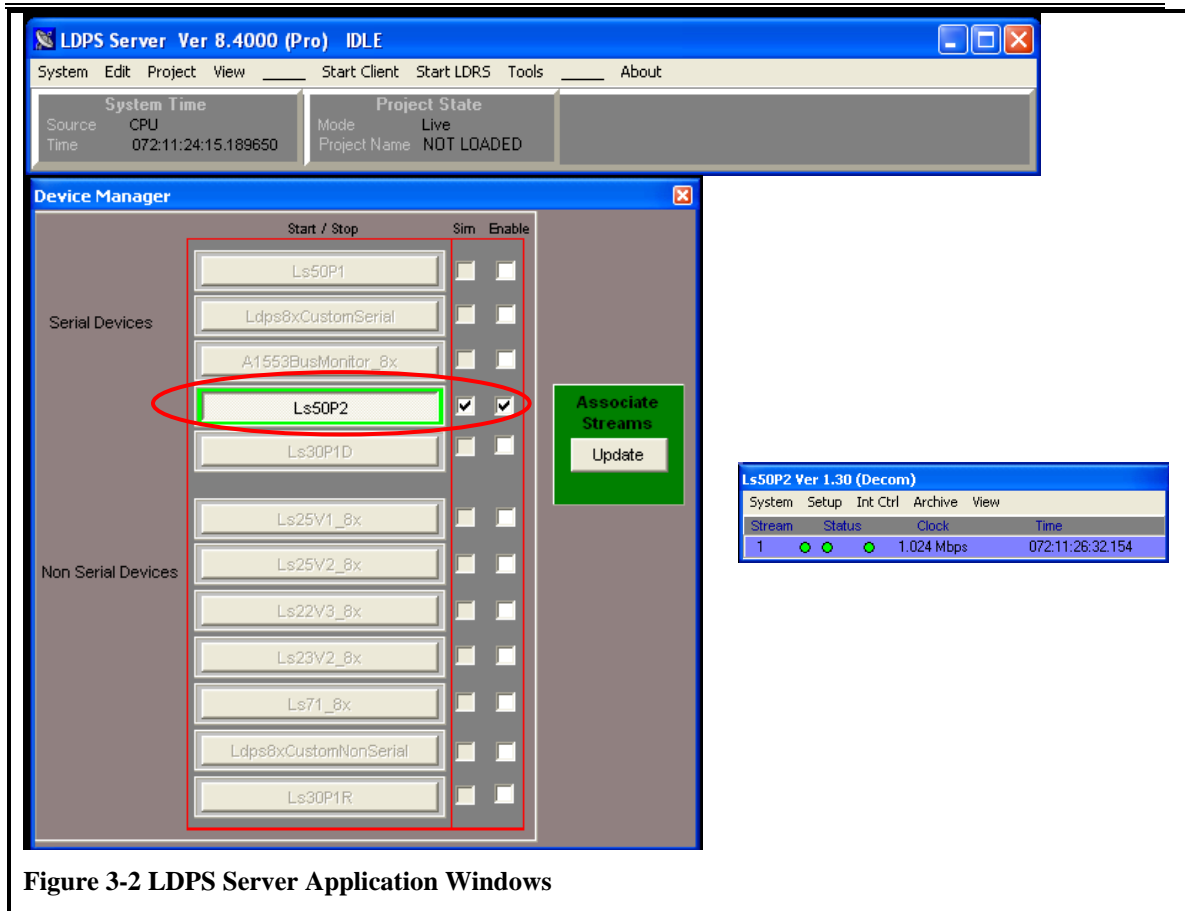 LDPS Server Ver 8.4000 (Pro) IDLE
System Edit Project View _____ Start Client Start LDRS Tools _____ About
System Time
Source CPU
Time 072:11:24:15.189650
Project State
Mode Live
Project Name NOT LOADED
Device Manager
Start / Stop Sim Enable
Serial Devices
Ls50P1
Ldps8xCustomSerial
A1553BusMonitor_8x
Ls50P2
Ls30P1D
Non Serial Devices
Ls25V1_8x
Ls25V2_8x
Ls22V3_8x
Ls23V2_8x
Ls71_8x
Ldps8xCustomNonSerial
Ls30P1R
Associate
Streams
Update
Ls50P2 Ver 1.30 (Decom)
System Setup Int Ctrl Archive View
Stream Status Clock Time
1 1.024 Mbps 072:11:26:32.154
Figure 3-2 LDPS Server Application Windows